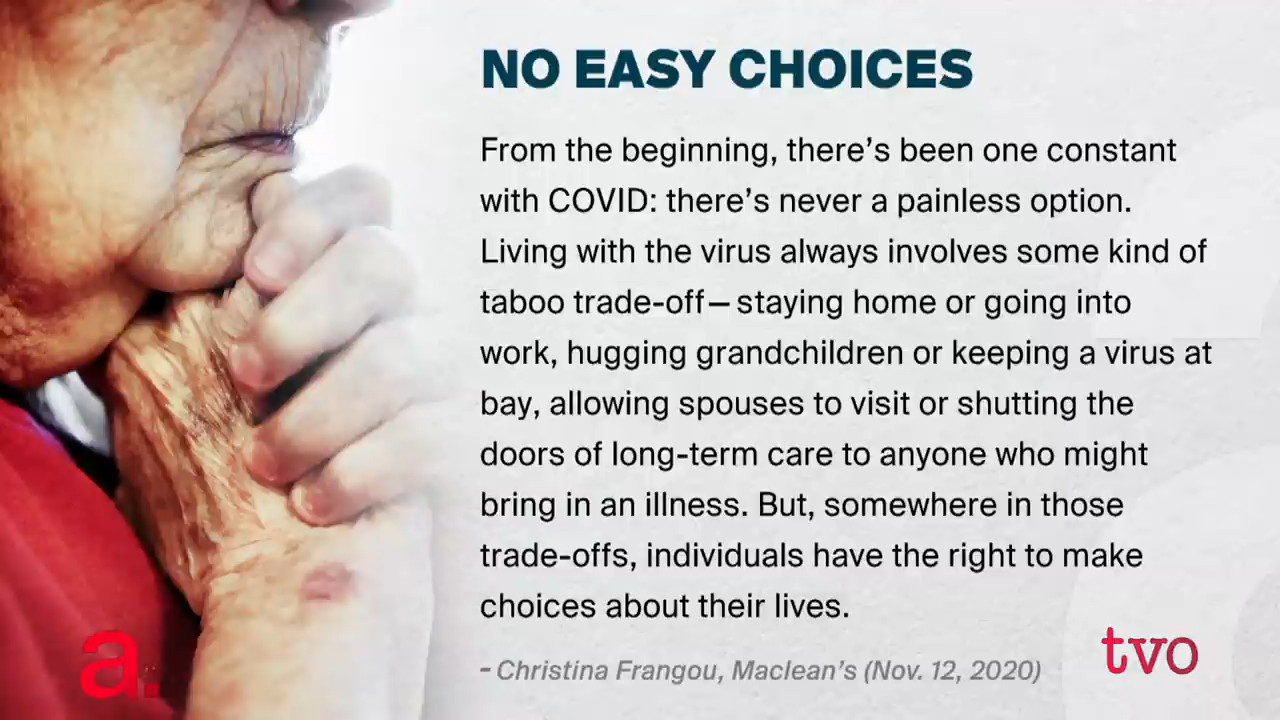 NO EASY CHOICES
From the beginning, there's been one constant
with COVID: there's never a painless option.
Living with the virus always involves some kind of
taboo trade-off—staying home or going into
work, hugging grandchildren or keeping a virus at
bay, allowing spouses to visit or shutting the
doors of long-term care to anyone who might
bring in an illness. But, somewhere in those
trade-offs, individuals have the right to make
choices about their lives.
– Christina Frangou, Maclean's (Nov. 12, 2020)
a.
tvo